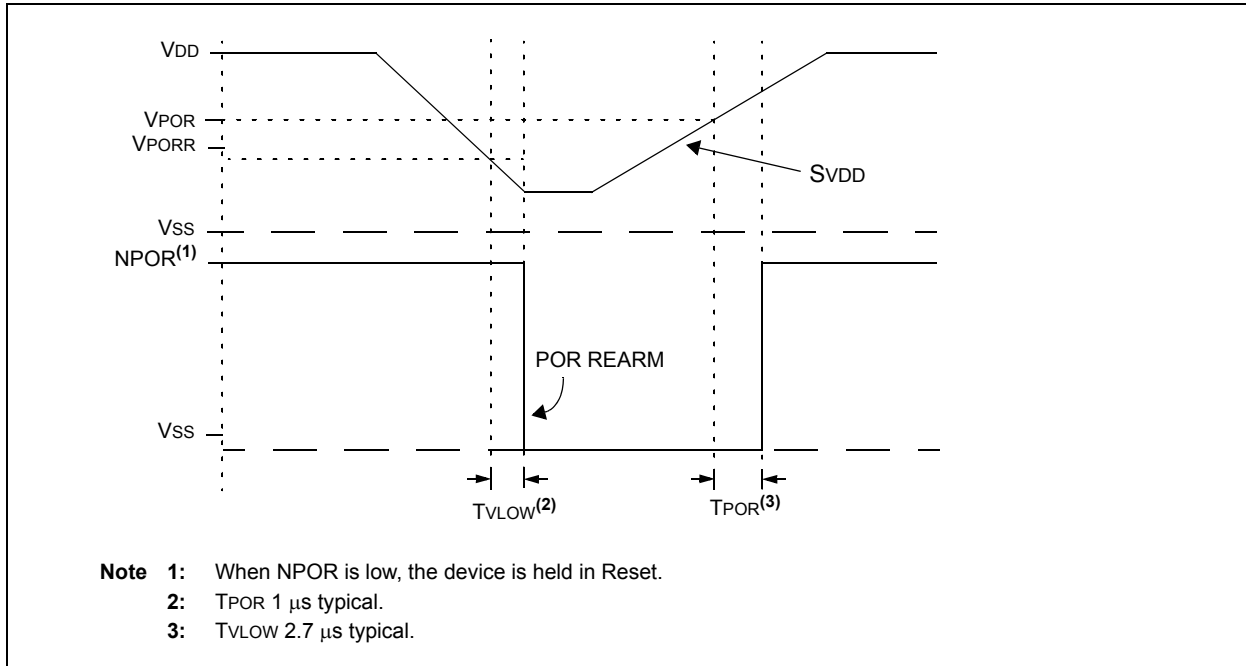 VDD
VPOR
VPORR
SVDD
VSS
NPOR(1)
POR REARM
VSS
TVLOW(2)
TPOR(3)
Note 1: When NPOR is low, the device is held in Reset.
2: TPOR 1 μs typical.
3: TVLOW 2.7 μs typical.